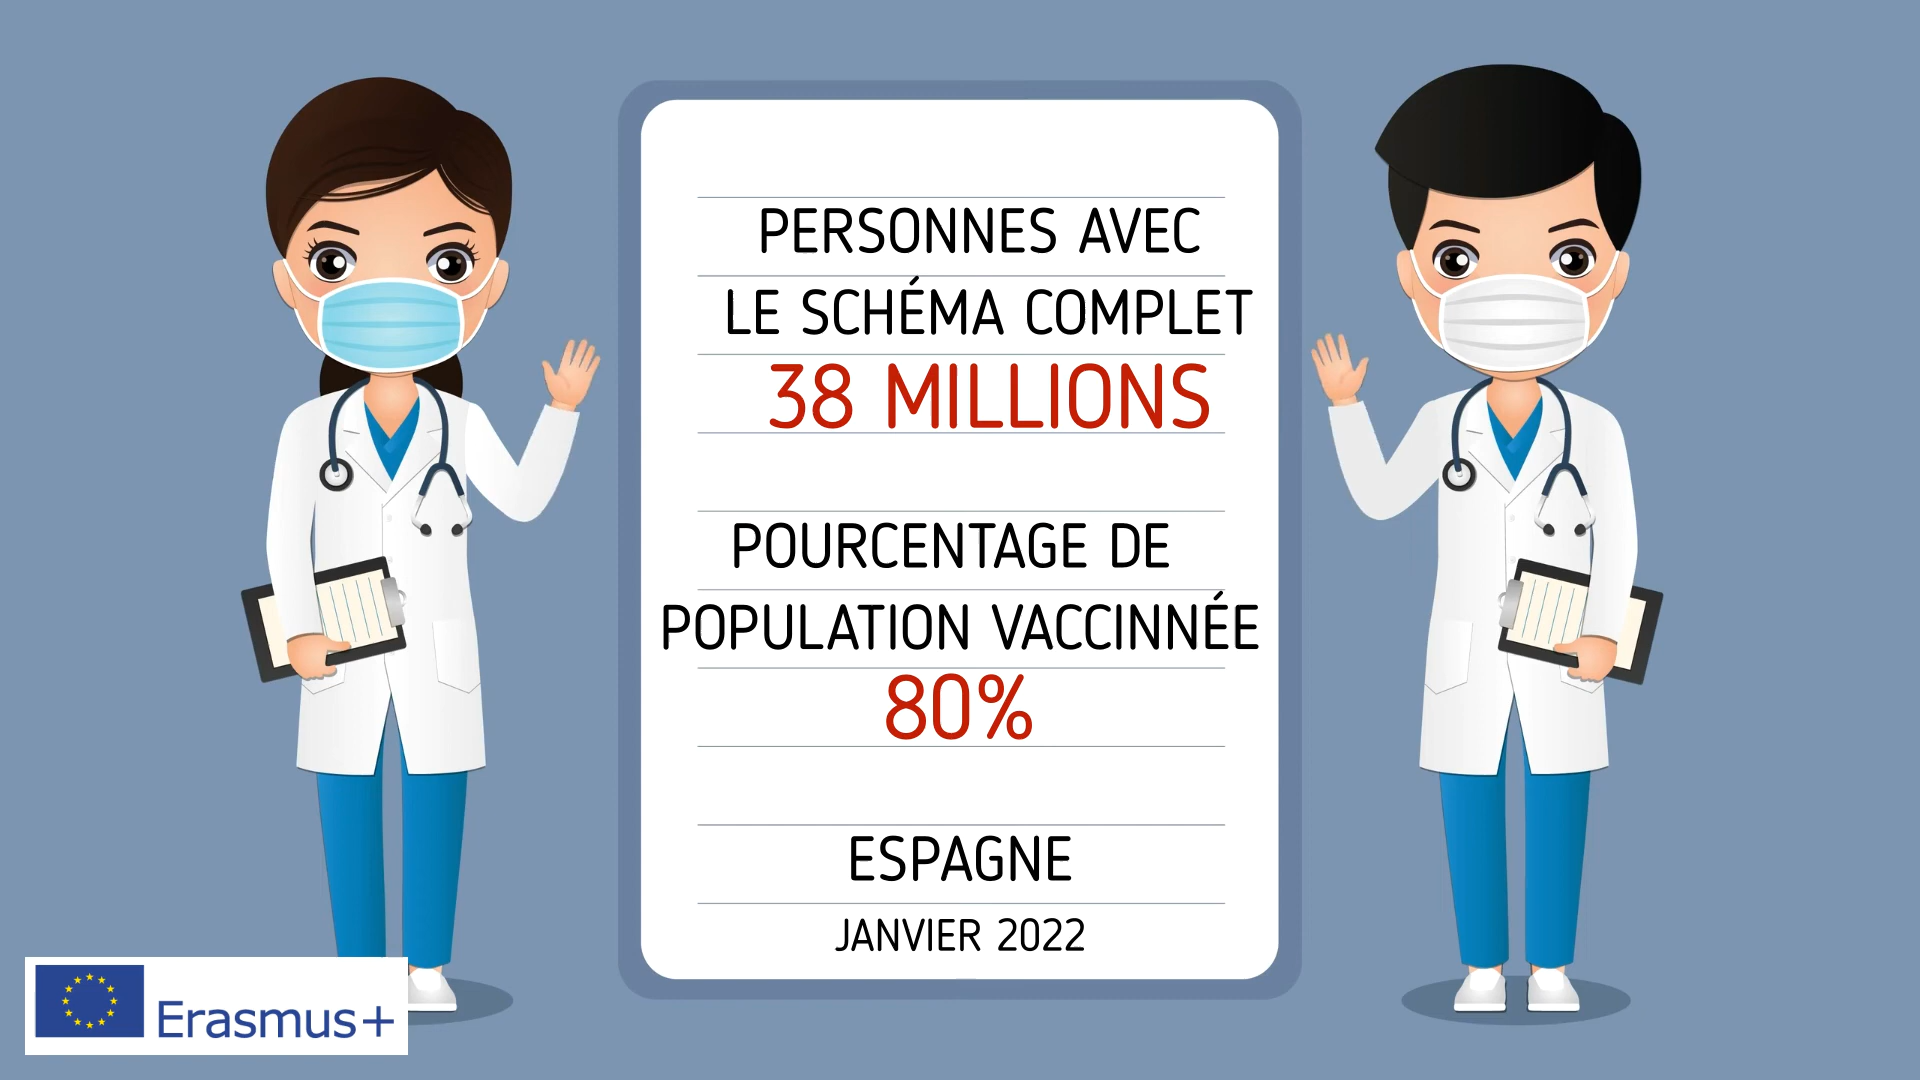 PERSONNES AVEC
LE SCHÉMA COMPLET
38 MILLIONS
POURCENTAGE DE
POPULATION VACCINNÉE
80%
ESPAGNE
JANVIER 2022
Erasmus+